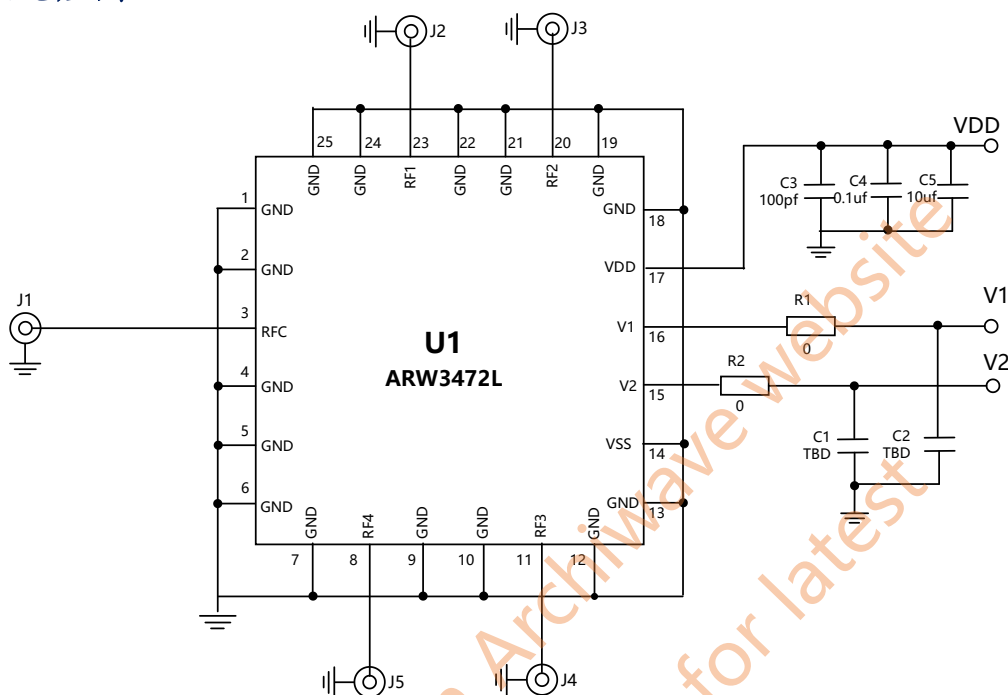 J2
J3
25 24 23 22 21 20 19
GND GND RF1 GND GND RF2 GND
VDD
C3
100pf
C4
0.1uf
C5
10uf
1 GND
GND 18
2 GND
VDD 17
J1
3 RFC
U1
ARW3472L
V1 16
R1
0
V1
4 GND
V2 15
R2
0
V2
5 GND
VSS 14
C1
TBD
C2
TBD
6 GND
GND 13
GND RF4 GND GND RF3 GND
7 8 9 10 11 12
J5
J4
Archiwave website
for latest